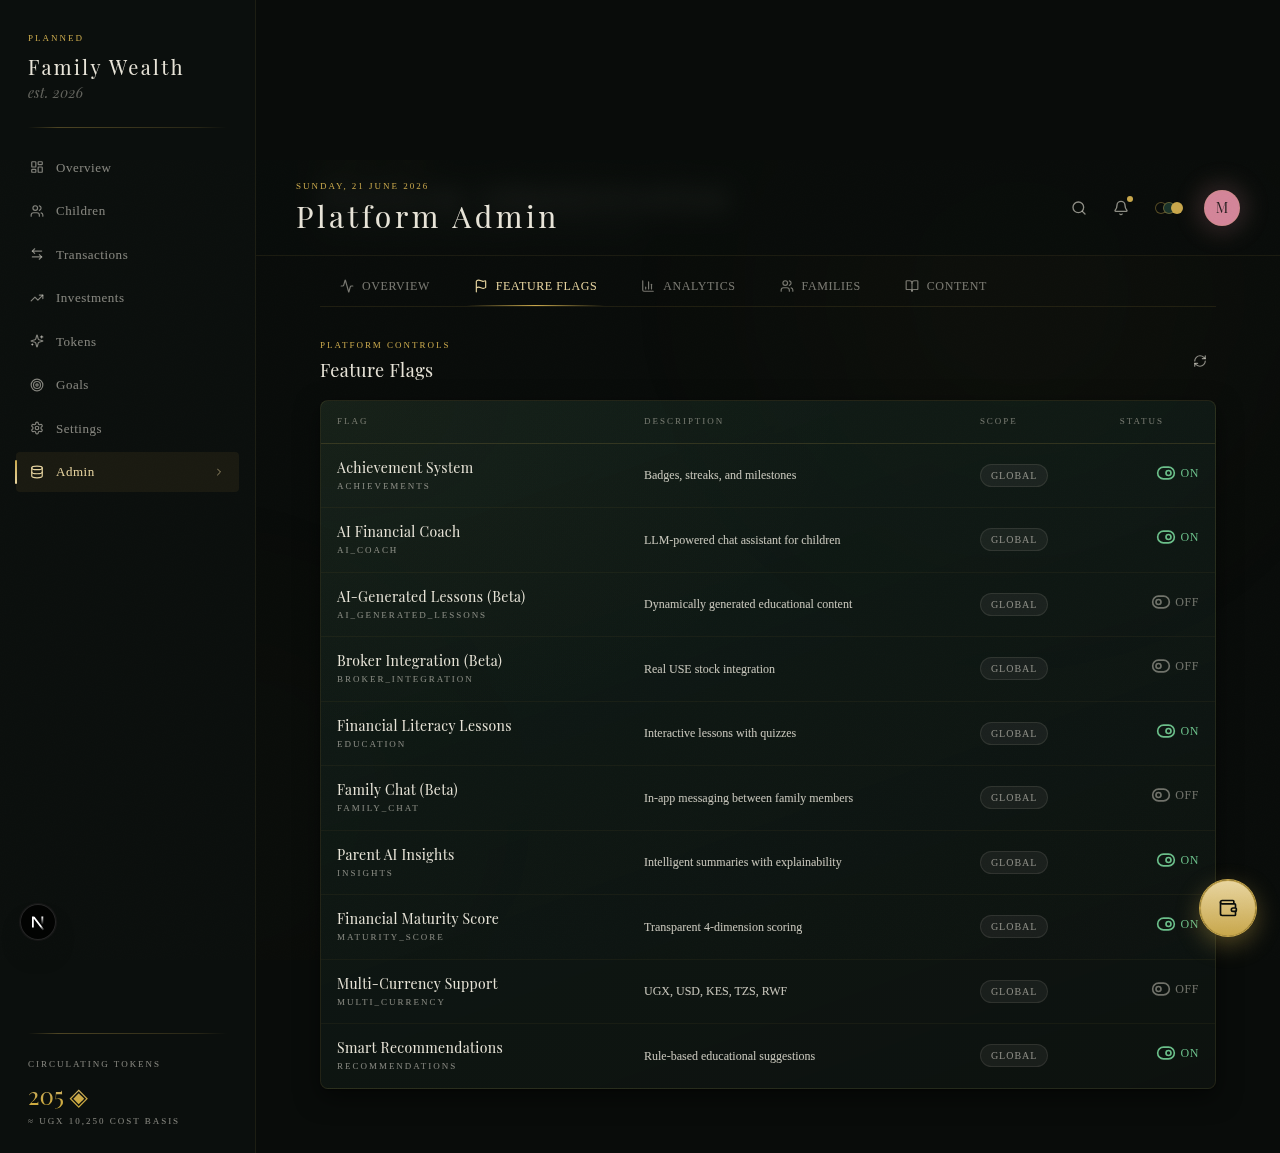 PLANNED
Family Wealth
est. 2026
Overview
Children
Transactions
Investments
Tokens
Goals
Settings
Admin
N
CIRCULATING TOKENS
205 ◈
≈ UGX 10,250 COST BASIS
SUNDAY, 21 JUNE 2026
Platform Admin
M
OVERVIEW
FEATURE FLAGS
ANALYTICS
FAMILIES
CONTENT
PLATFORM CONTROLS
Feature Flags
FLAG DESCRIPTION SCOPE STATUS
Achievement System
ACHIEVEMENTS
Badges, streaks, and milestones
GLOBAL
ON
AI Financial Coach
AI_COACH
LLM-powered chat assistant for children
GLOBAL
ON
AI-Generated Lessons (Beta)
AI_GENERATED_LESSONS
Dynamically generated educational content
GLOBAL
OFF
Broker Integration (Beta)
BROKER_INTEGRATION
Real USE stock integration
GLOBAL
OFF
Financial Literacy Lessons
EDUCATION
Interactive lessons with quizzes
GLOBAL
ON
Family Chat (Beta)
FAMILY_CHAT
In-app messaging between family members
GLOBAL
OFF
Parent AI Insights
INSIGHTS
Intelligent summaries with explainability
GLOBAL
ON
Financial Maturity Score
MATURITY_SCORE
Transparent 4-dimension scoring
GLOBAL
ON
Multi-Currency Support
MULTI_CURRENCY
UGX, USD, KES, TZS, RWF
GLOBAL
OFF
Smart Recommendations
RECOMMENDATIONS
Rule-based educational suggestions
GLOBAL
ON